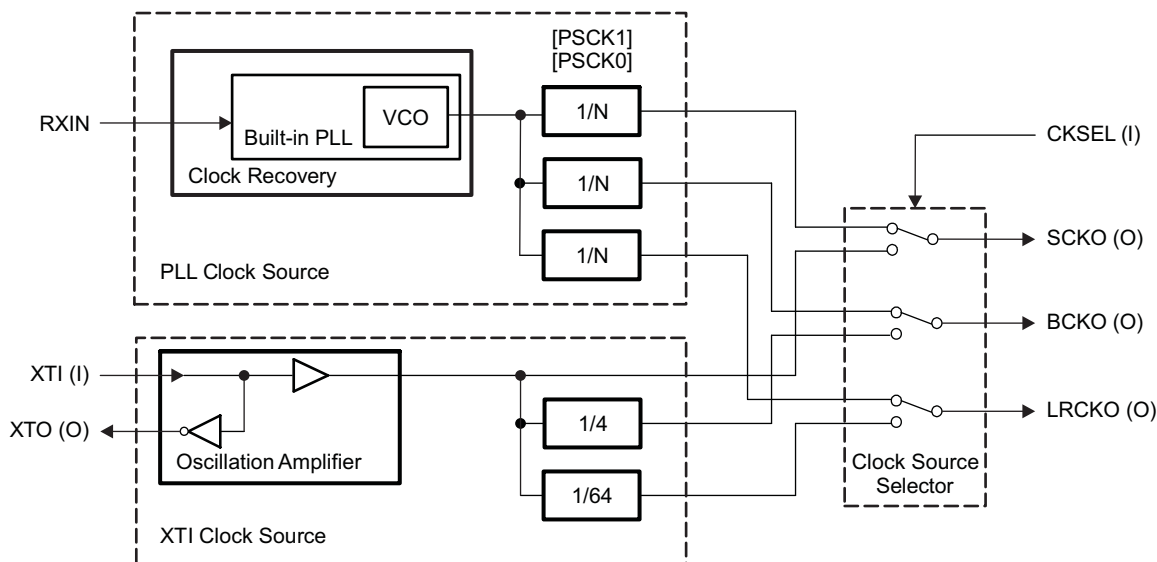 [PSCK1]
[PSCK0]
RXIN
VCO
Built-in PLL
Clock Recovery
1/N
1/N
1/N
PLL Clock Source
CKSEL (I)
SCKO (O)
BCKO (O)
LRCKO (O)
Clock Source
Selector
XTI (I)
XTO (O)
Oscillation Amplifier
1/4
1/64
XTI Clock Source